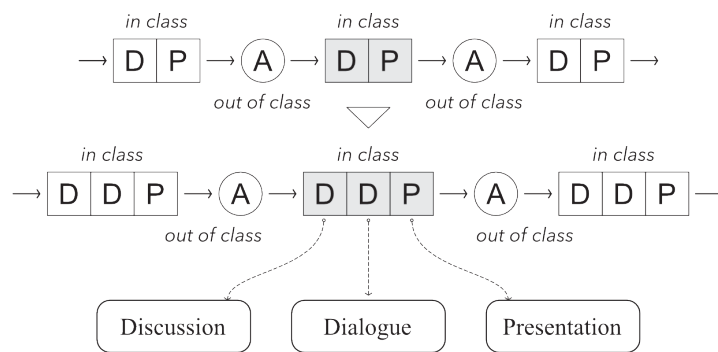 in class in class in class
D P A D P A D P
out of class out of class
in class in class in class
D D P A D D P A D D P
out of class out of class
Discussion Dialogue Presentation